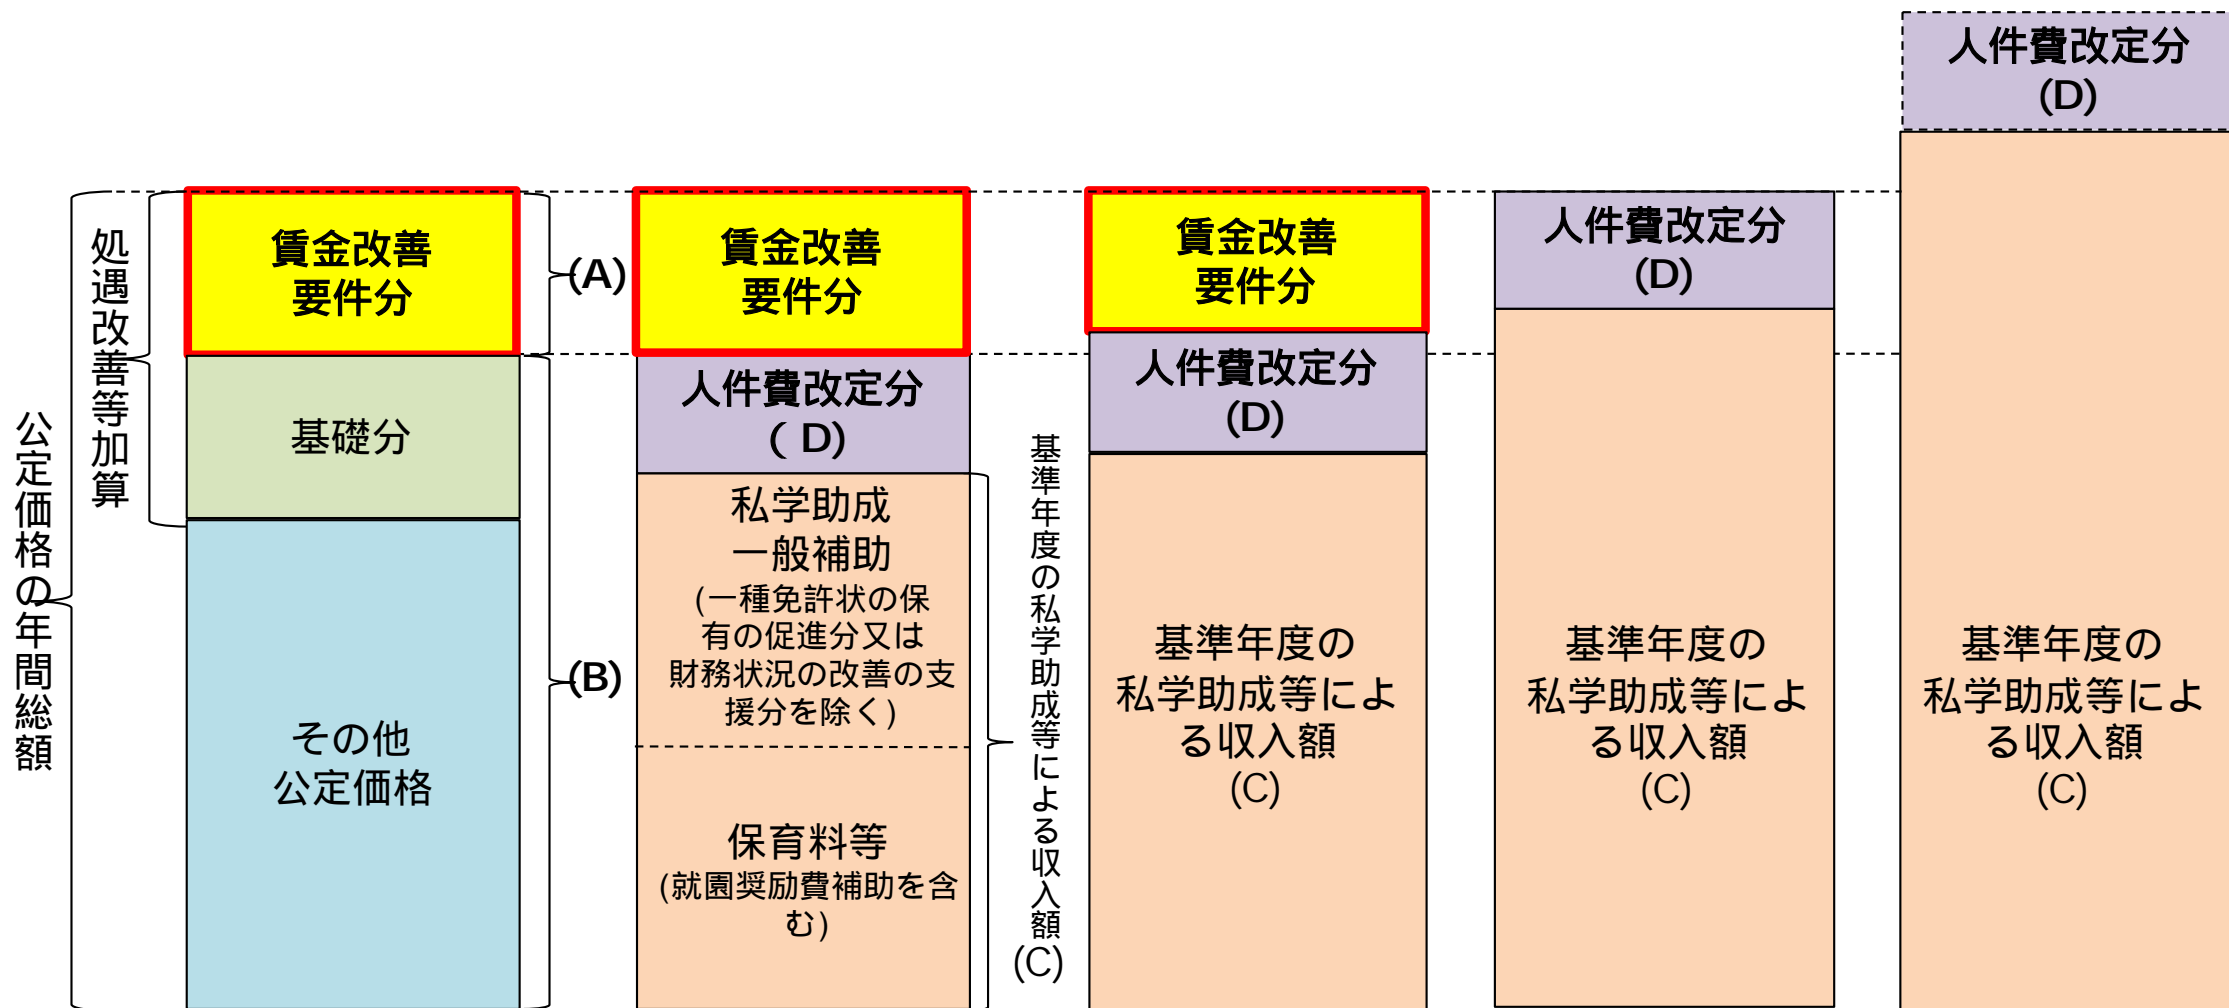 公定価格の年間総額
処遇改善等加算
賃金改善
要件分
基礎分
その他
公定価格
(A)
(B)
賃金改善
要件分
人件費改定分
( D)
私学助成
一般補助
(一種免許状の保
有の促進分又は
財務状況の改善の支
援分を除く)
保育料等
(就園奨励費補助を含
む)
基準年度の私学助成等による収入額
(C)
賃金改善
要件分
人件費改定分
(D)
基準年度の
私学助成等によ
る収入額
(C)
人件費改定分
(D)
基準年度の
私学助成等によ
る収入額
(C)
人件費改定分
(D)
基準年度の
私学助成等によ
る収入額
(C)